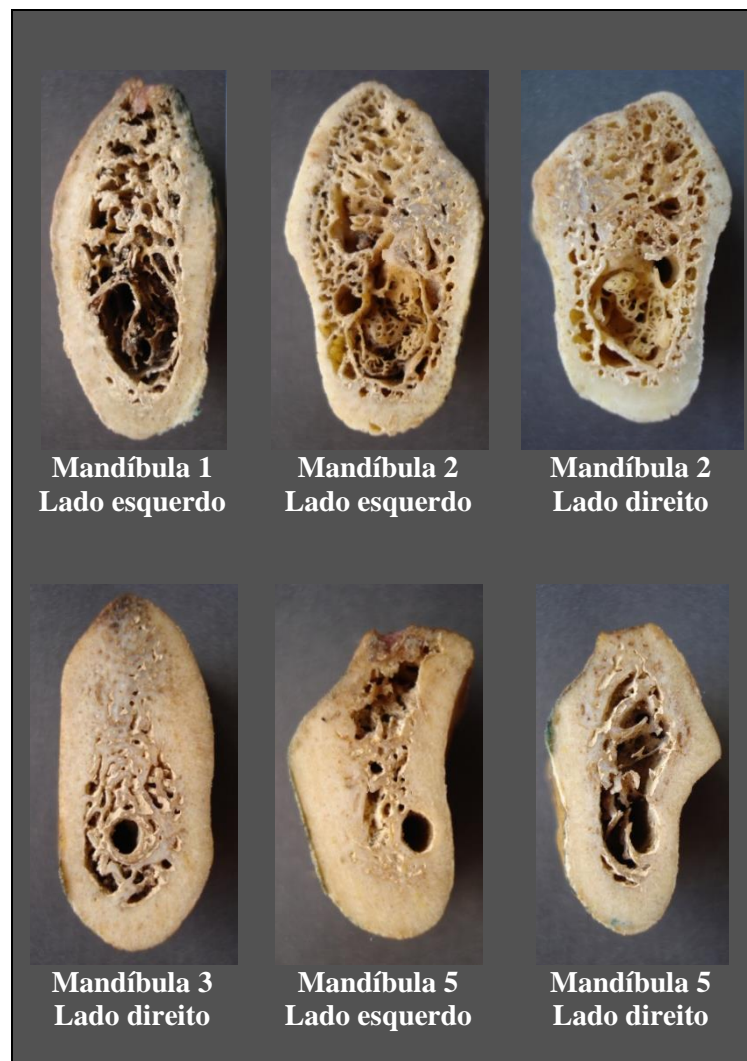 Mandíbula 1
Lado esquerdo
Mandíbula 2
Lado esquerdo
Mandíbula 2
Lado direito
Mandíbula 3
Lado direito
Mandíbula 5
Lado esquerdo
Mandíbula 5
Lado direito